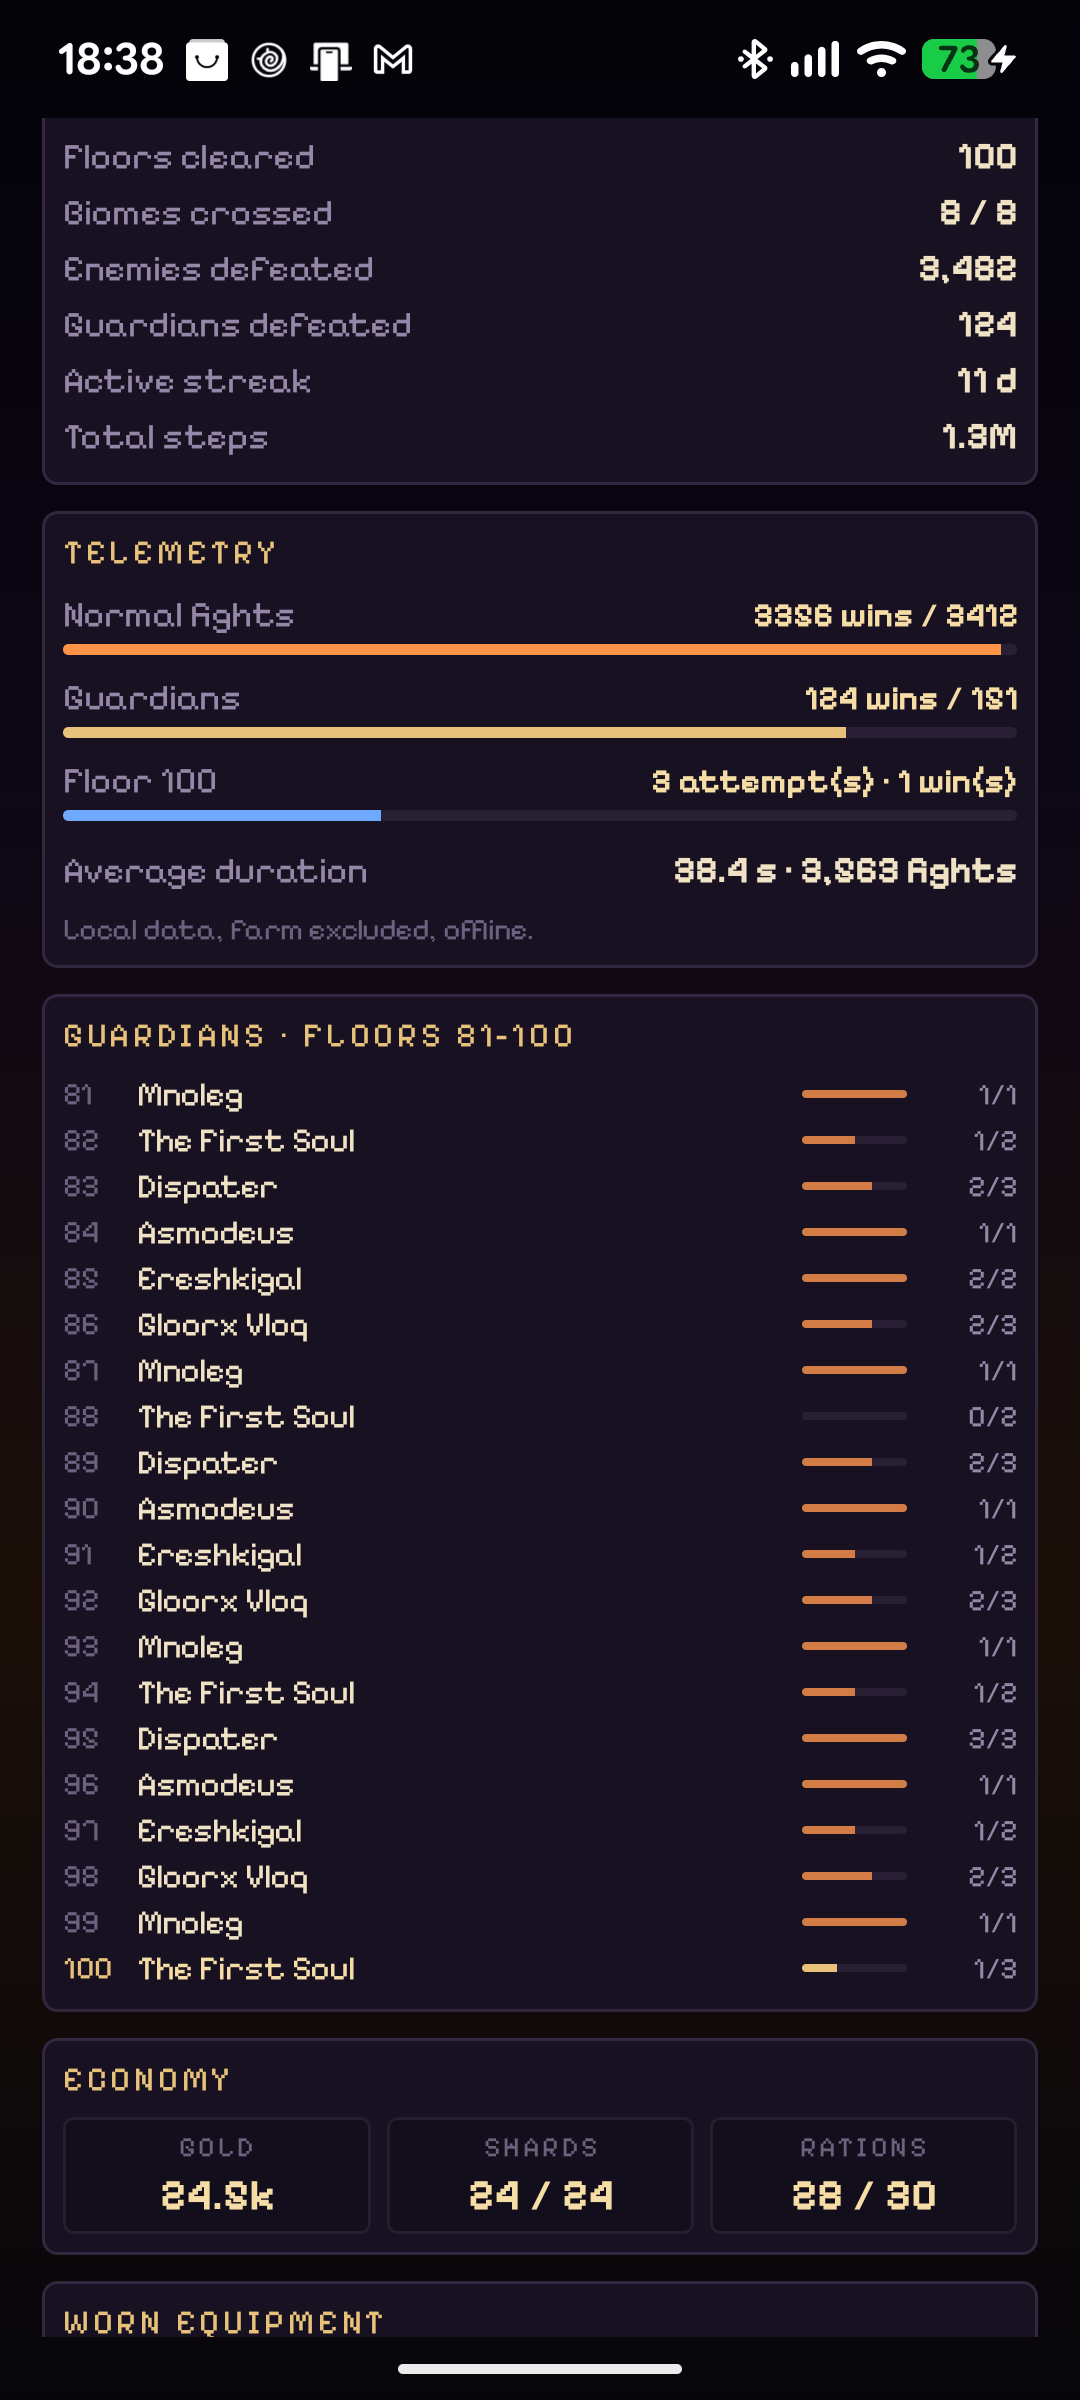 18:38
73
Floors cleared 100
Biomes crossed 8 / 8
Enemies defeated 3,482
Guardians defeated 124
Active streak 11 d
Total steps 1.3M
TELEMETRY
Normal fights 3356 wins / 3412
Guardians 124 wins / 151
Floor 100 3 attempt(s) · 1 win(s)
Average duration 38.4 s · 3,563 fights
Local data, farm excluded, offline.
GUARDIANS · FLOORS 81-100
81 Mnoleg 1/1
82 The First Soul 1/2
83 Dispater 2/3
84 Asmodeus 1/1
85 Ereshkigal 2/2
86 Gloorx Vloq 2/3
87 Mnoleg 1/1
88 The First Soul 0/2
89 Dispater 2/3
90 Asmodeus 1/1
91 Ereshkigal 1/2
92 Gloorx Vloq 2/3
93 Mnoleg 1/1
94 The First Soul 1/2
95 Dispater 3/3
96 Asmodeus 1/1
97 Ereshkigal 1/2
98 Gloorx Vloq 2/3
99 Mnoleg 1/1
100 The First Soul 1/3
ECONOMY
GOLD SHARDS RATIONS
24.5k 24 / 24 28 / 30
WORN EQUIPMENT